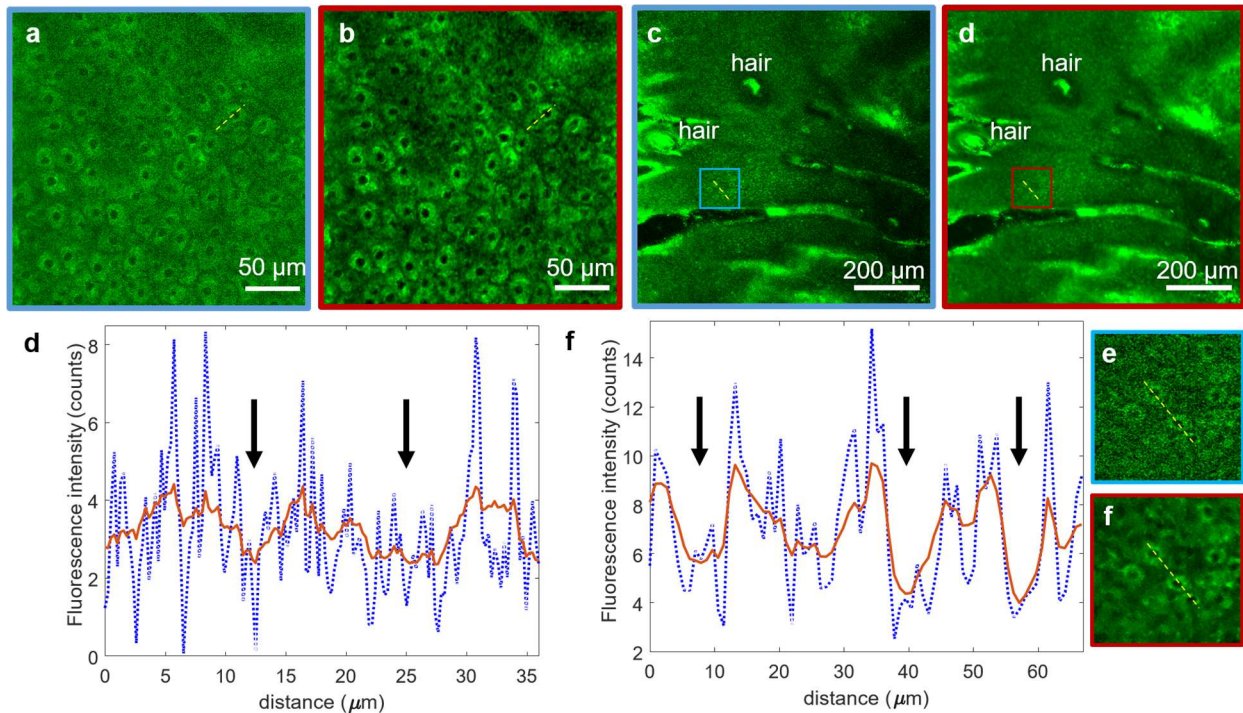 a
b
c
d
hair
hair
hair
hair
50 μm
50 μm
200 μm
200 μm
d
Fluorescence intensity (counts)
8
6
4
2
0
0 5 10 15 20 25 30 35
distance (μm)
f
Fluorescence intensity (counts)
14
12
10
8
6
4
2
0 10 20 30 40 50 60
distance (μm)
e
f